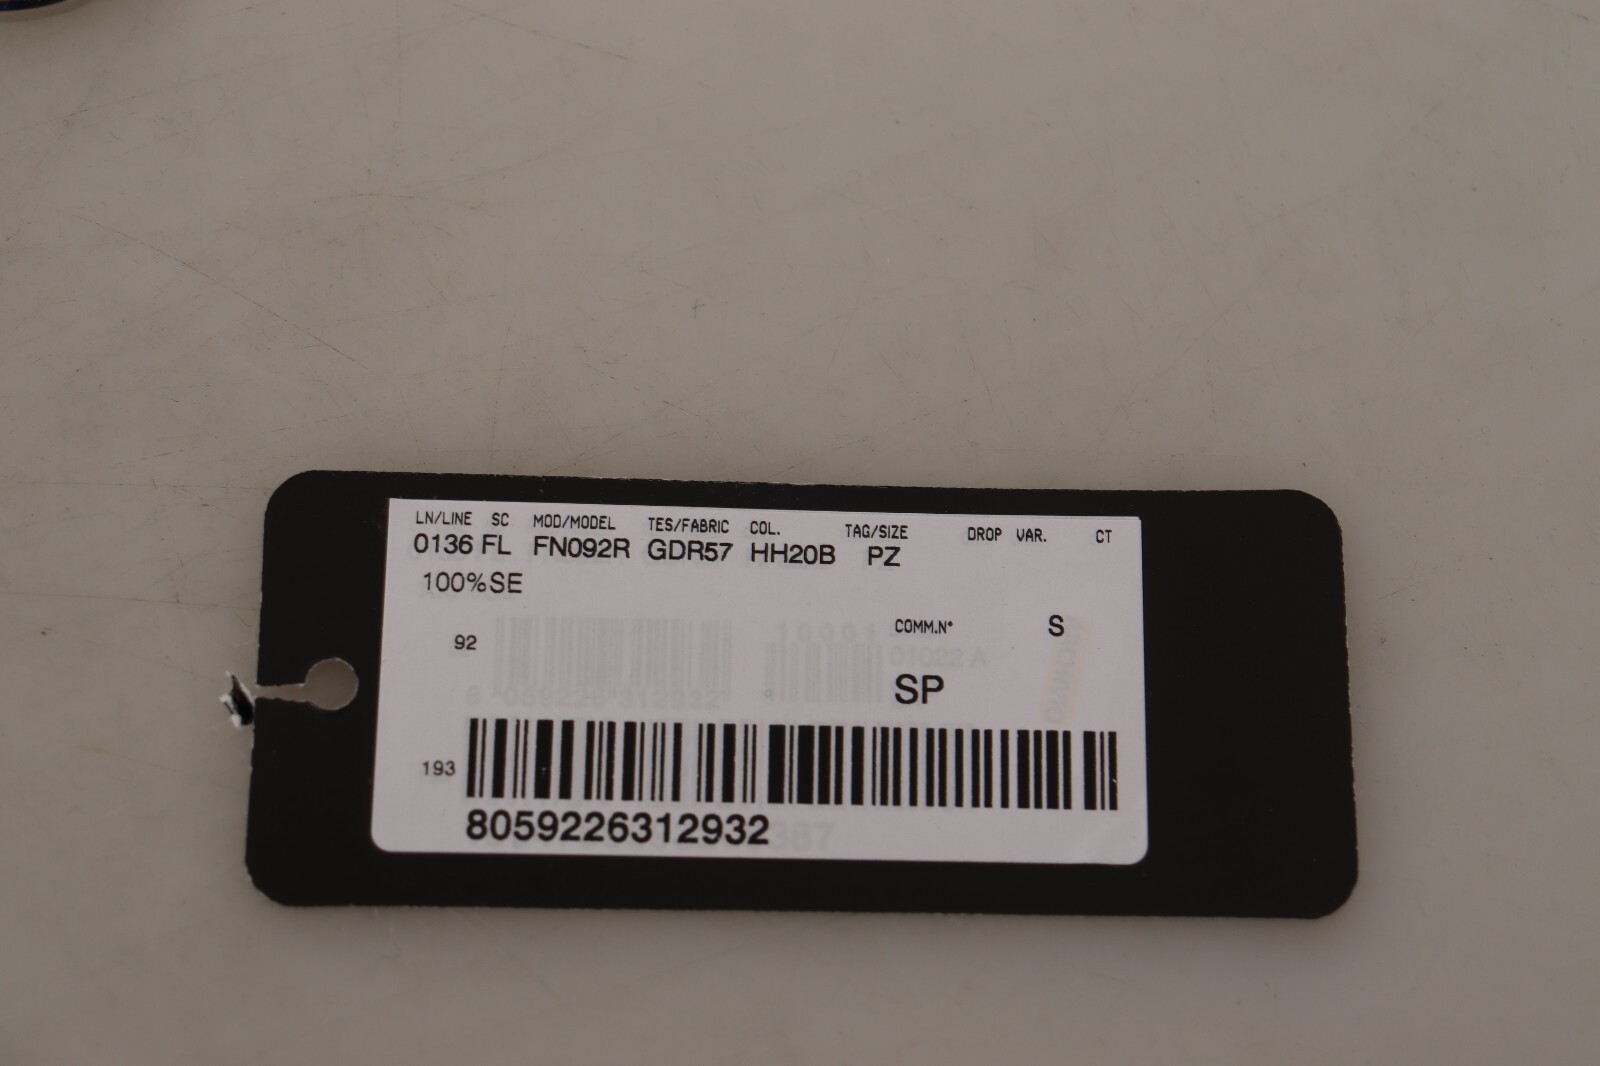 LN/LINE SC MOD/MODEL TES/FABRIC COL. TAG/SIZE DROP VAR. CT
0136 FL FN092R GDR57 HH20B PZ
100%SE
COMM.N° S
92
SP
193
8059226312932